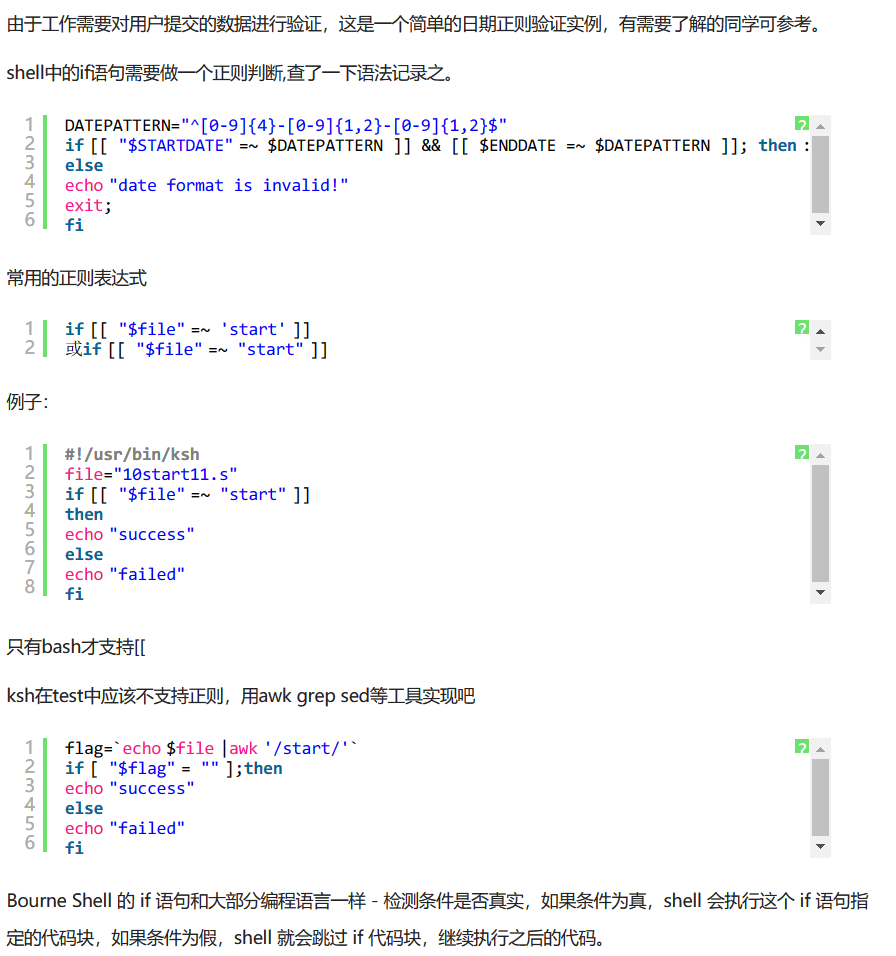 由于工作需要对用户提交的数据进行验证，这是一个简单的日期正则验证实例，有需要了解的同学可参考。
shell中的if语句需要做一个正则判断,查了一下语法记录之。
?
1 DATEPATTERN="^[0-9]{4}-[0-9]{1,2}-[0-9]{1,2}$"
2 if [[ "$STARTDATE" =~ $DATEPATTERN ]] && [[ $ENDDATE =~ $DATEPATTERN ]]; then :
3 else
4 echo "date format is invalid!"
5 exit;
6 fi
常用的正则表达式
?
1 if [[ "$file" =~ 'start' ]]
2 或if [[ "$file" =~ "start" ]]
例子：
?
1 #!/usr/bin/ksh
2 file="10start11.s"
3 if [[ "$file" =~ "start" ]]
4 then
5 echo "success"
6 else
7 echo "failed"
8 fi
只有bash才支持[[
ksh在test中应该不支持正则，用awk grep sed等工具实现吧
?
1 flag=`echo $file |awk '/start/'`
2 if [ "$flag" = "" ];then
3 echo "success"
4 else
5 echo "failed"
6 fi
Bourne Shell 的 if 语句和大部分编程语言一样 - 检测条件是否真实，如果条件为真，shell 会执行这个 if 语句指
定的代码块，如果条件为假，shell 就会跳过 if 代码块，继续执行之后的代码。